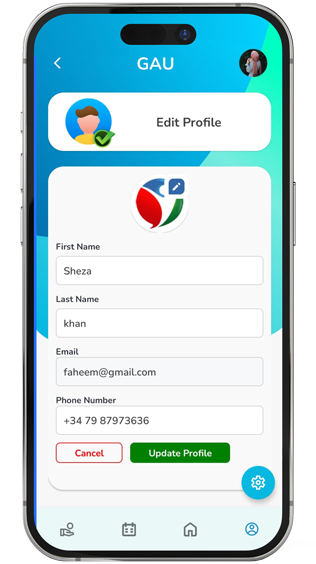 GAU
Edit Profile
First Name
Sheza
Last Name
khan
Email
faheem@gmail.com
Phone Number
+34 79 87973636
Cancel
Update Profile